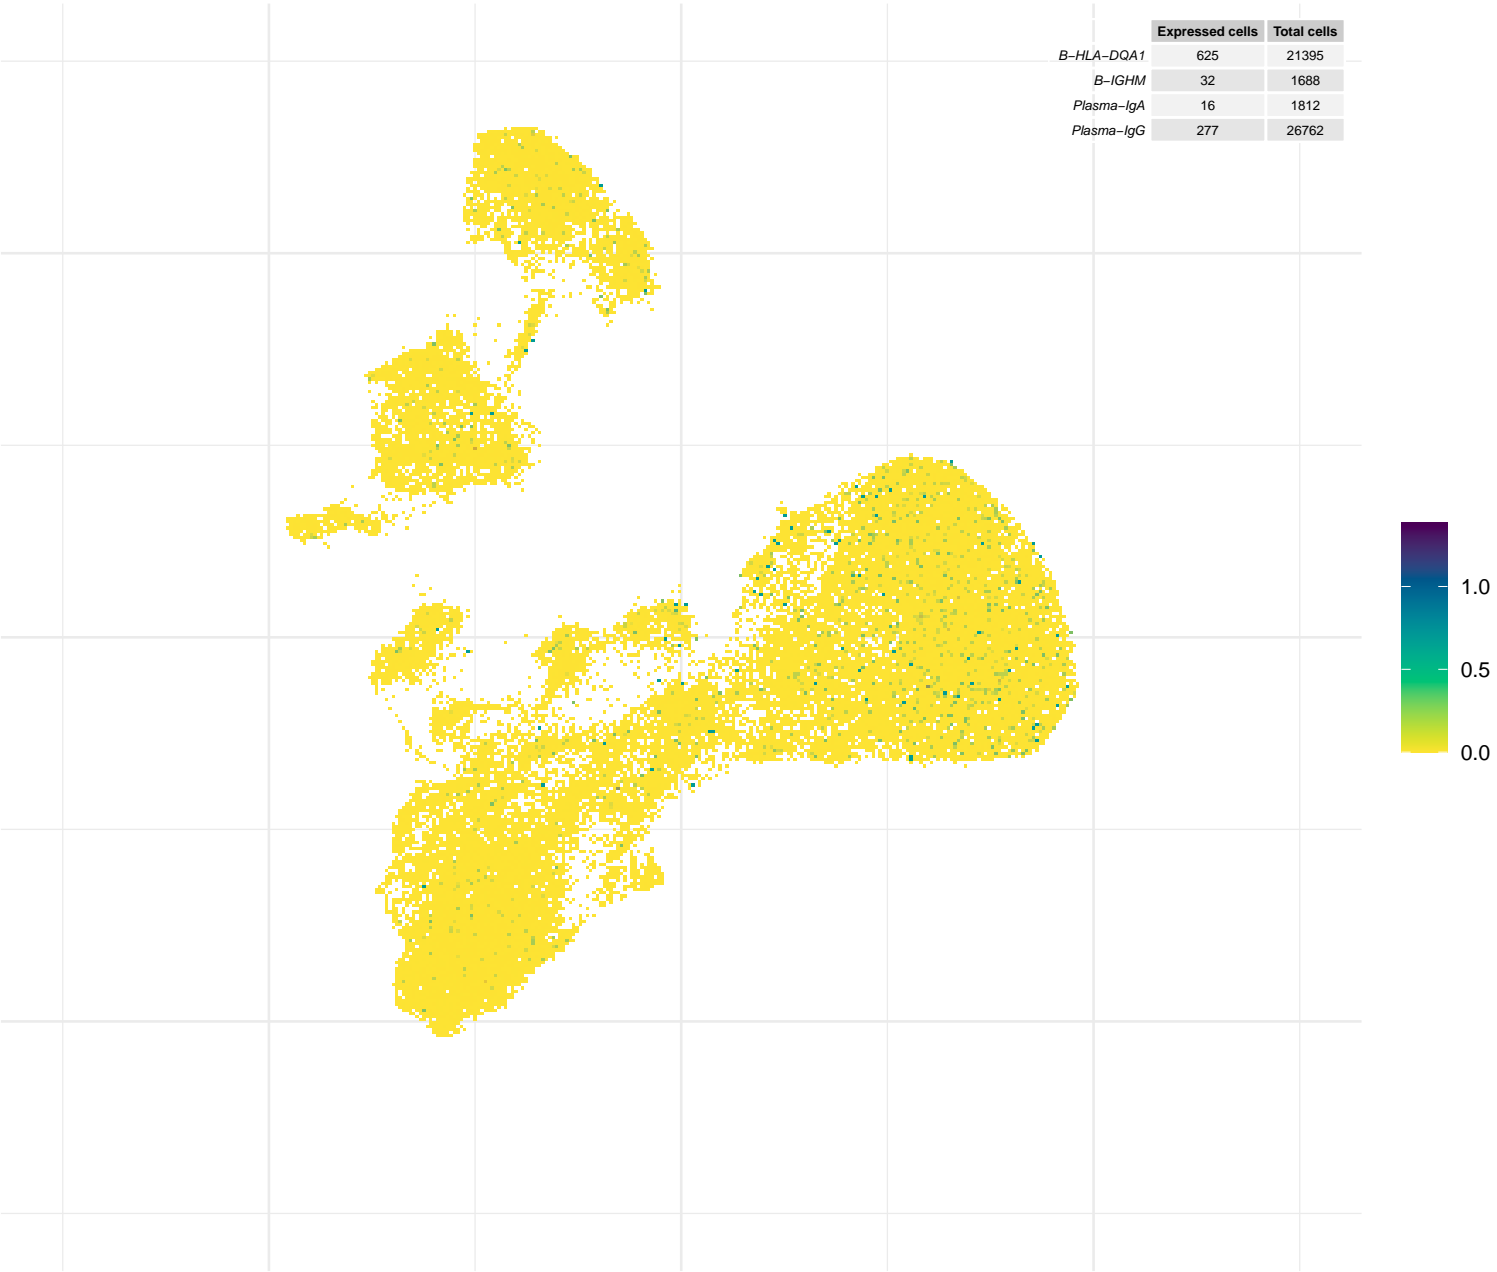 Expressed cells Total cells
B−HLA−DQA1 625 21395
B−IGHM 32 1688
Plasma−IgA 16 1812
Plasma−IgG 277 26762
1.0
0.5
0.0